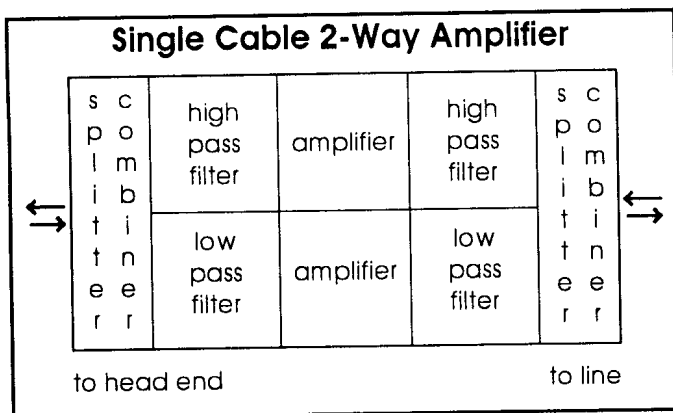 Single Cable 2-Way Amplifier
splitter
combiner
high
pass
filter
amplifier
high
pass
filter
splitter
combiner
low
pass
filter
amplifier
low
pass
filter
to head end
to line